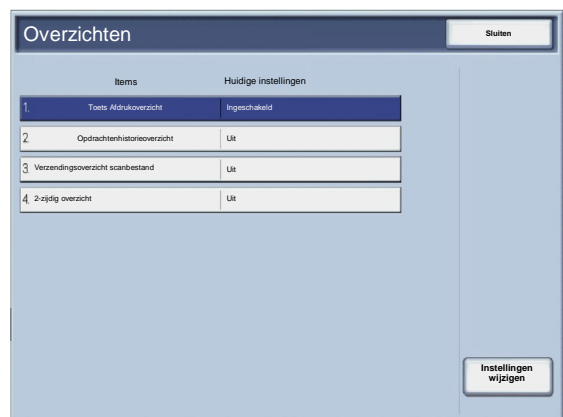 Overzichten
Sluiten
Items Huidige instellingen
1. Toets Afdrukoverzicht Ingeschakeld
2. Opdrachtenhistorieoverzicht Uit
3. Verzendingsoverzicht scanbestand Uit
4. 2-zijdig overzicht Uit
Instellingen
wijzigen